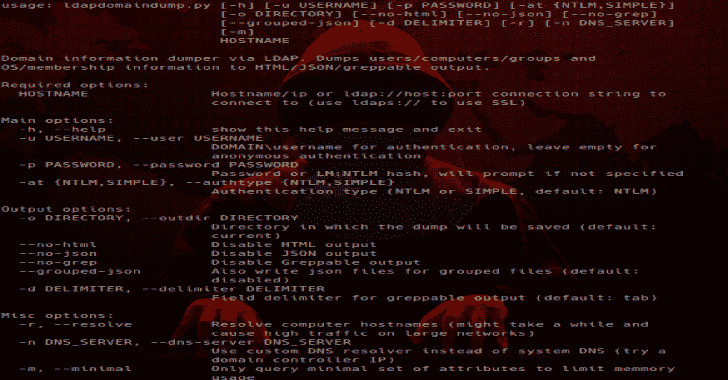 usage: ldapdomaindump.py [-h] [-u USERNAME] [-p PASSWORD] [-at {NTLM,SIMPLE}]
[-o DIRECTORY] [--no-html] [--no-json] [--no-grep]
[--grouped-json] [-d DELIMITER] [-r] [-n DNS_SERVER]
[-m]
HOSTNAME
Domain information dumper via LDAP. Dumps users/computers/groups and
OS/membership information to HTML/JSON/greppable output.
Required options:
HOSTNAME Hostname/ip or ldap://host:port connection string to
connect to (use ldaps:// to use SSL)
Main options:
-h, --help show this help message and exit
-u USERNAME, --user USERNAME
DOMAIN\username for authentication, leave empty for
anonymous authentication
-p PASSWORD, --password PASSWORD
Password or LM:NTLM hash, will prompt if not specified
-at {NTLM,SIMPLE}, --authtype {NTLM,SIMPLE}
Authentication type (NTLM or SIMPLE, default: NTLM)
Output options:
-o DIRECTORY, --outdir DIRECTORY
Directory in which the dump will be saved (default:
current)
--no-html Disable HTML output
--no-json Disable JSON output
--no-grep Disable Greppable output
--grouped-json Also write json files for grouped files (default:
disabled)
-d DELIMITER, --delimiter DELIMITER
Field delimiter for greppable output (default: tab)
Misc options:
-r, --resolve Resolve computer hostnames (might take a while and
cause high traffic on large networks)
-n DNS_SERVER, --dns-server DNS_SERVER
Use custom DNS resolver instead of system DNS (try a
domain controller IP)
-m, --minimal Only query minimal set of attributes to limit memmory
usage